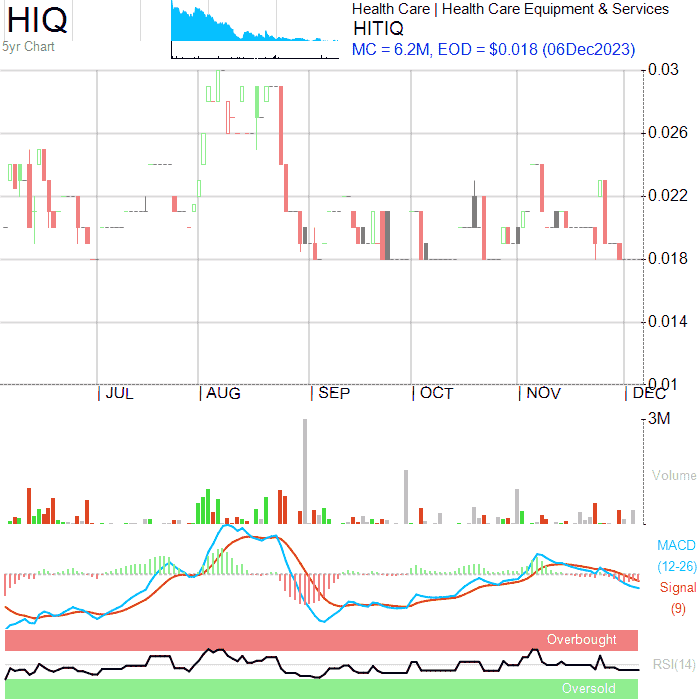 HIQ
5yr Chart
Health Care | Health Care Equipment & Services
HITIQ
MC = 6.2M, EOD = $0.018 (06Dec2023)
0.03
0.026
0.022
0.018
0.014
0.01
JUL
AUG
SEP
OCT
NOV
DEC
3M
Volume
MACD
(12-26)
Signal
(9)
Overbought
RSI(14)
Oversold